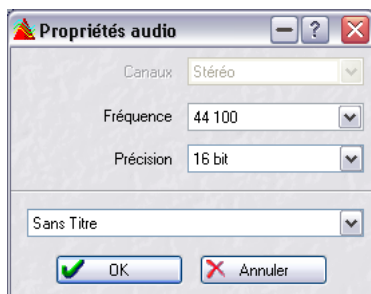 Propriétés audio
Canaux Stéréo
Fréquence 44 100
Précision 16 bit
Sans Titre
OK Annuler